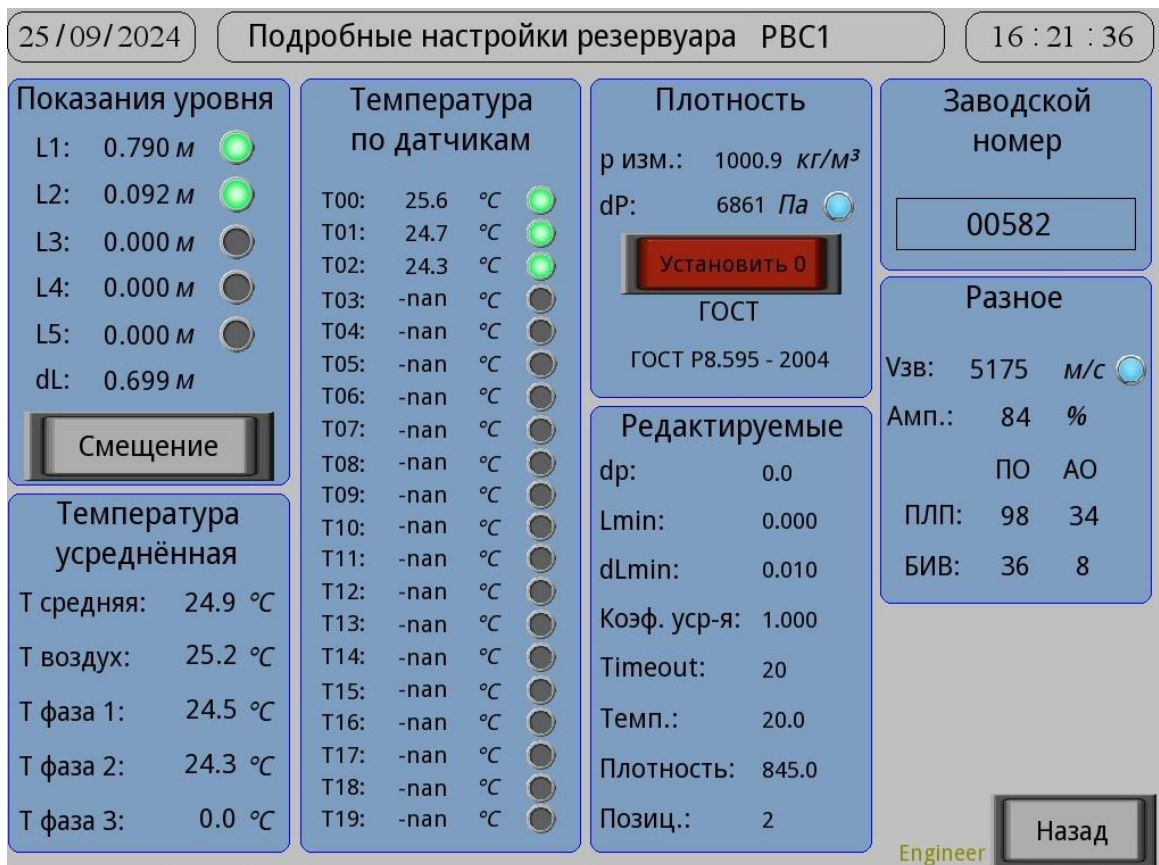 25/09/2024
Подробные настройки резервуара РВС1
16 : 21 : 36
Показания уровня
L1: 0.790 м
L2: 0.092 м
L3: 0.000 м
L4: 0.000 м
L5: 0.000 м
dL: 0.699 м
Смещение
Температура
усреднённая
T средняя: 24.9 °C
T воздух: 25.2 °C
T фаза 1: 24.5 °C
T фаза 2: 24.3 °C
T фаза 3: 0.0 °C
Температура
по датчикам
T00: 25.6 °C
T01: 24.7 °C
T02: 24.3 °C
T03: -nan °C
T04: -nan °C
T05: -nan °C
T06: -nan °C
T07: -nan °C
T08: -nan °C
T09: -nan °C
T10: -nan °C
T11: -nan °C
T12: -nan °C
T13: -nan °C
T14: -nan °C
T15: -nan °C
T16: -nan °C
T17: -nan °C
T18: -nan °C
T19: -nan °C
Плотность
p изм.: 1000.9 кг/м³
dP: 6861 Па
Установить 0
ГОСТ
ГОСТ Р8.595 - 2004
Редактируемые
dp: 0.0
Lmin: 0.000
dLmin: 0.010
Коэф. уср-я: 1.000
Timeout: 20
Темп.: 20.0
Плотность: 845.0
Позиц.: 2
Заводской
номер
00582
Разное
Vзв: 5175 м/с
Амп.: 84 %
ПО АО
ПЛП: 98 34
БИВ: 36 8
Engineer
Назад